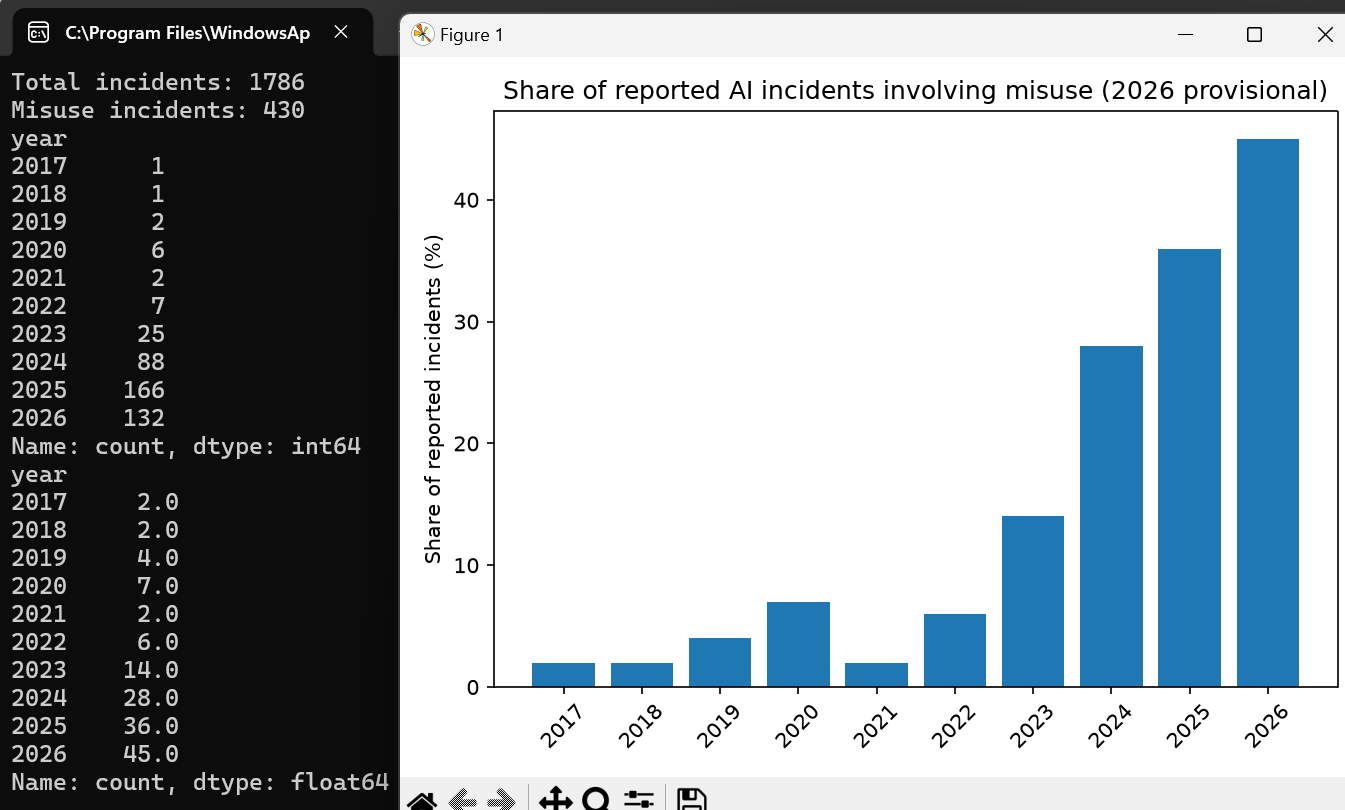 C:\Program Files\WindowsAp
Total incidents: 1786
Misuse incidents: 430
year
2017 1
2018 1
2019 2
2020 6
2021 2
2022 7
2023 25
2024 88
2025 166
2026 132
Name: count, dtype: int64
year
2017 2.0
2018 2.0
2019 4.0
2020 7.0
2021 2.0
2022 6.0
2023 14.0
2024 28.0
2025 36.0
2026 45.0
Name: count, dtype: float64
Figure 1
Share of reported AI incidents involving misuse (2026 provisional)
Share of reported incidents (%)
40
30
20
10
0
2017 2018 2019 2020 2021 2022 2023 2024 2025 2026